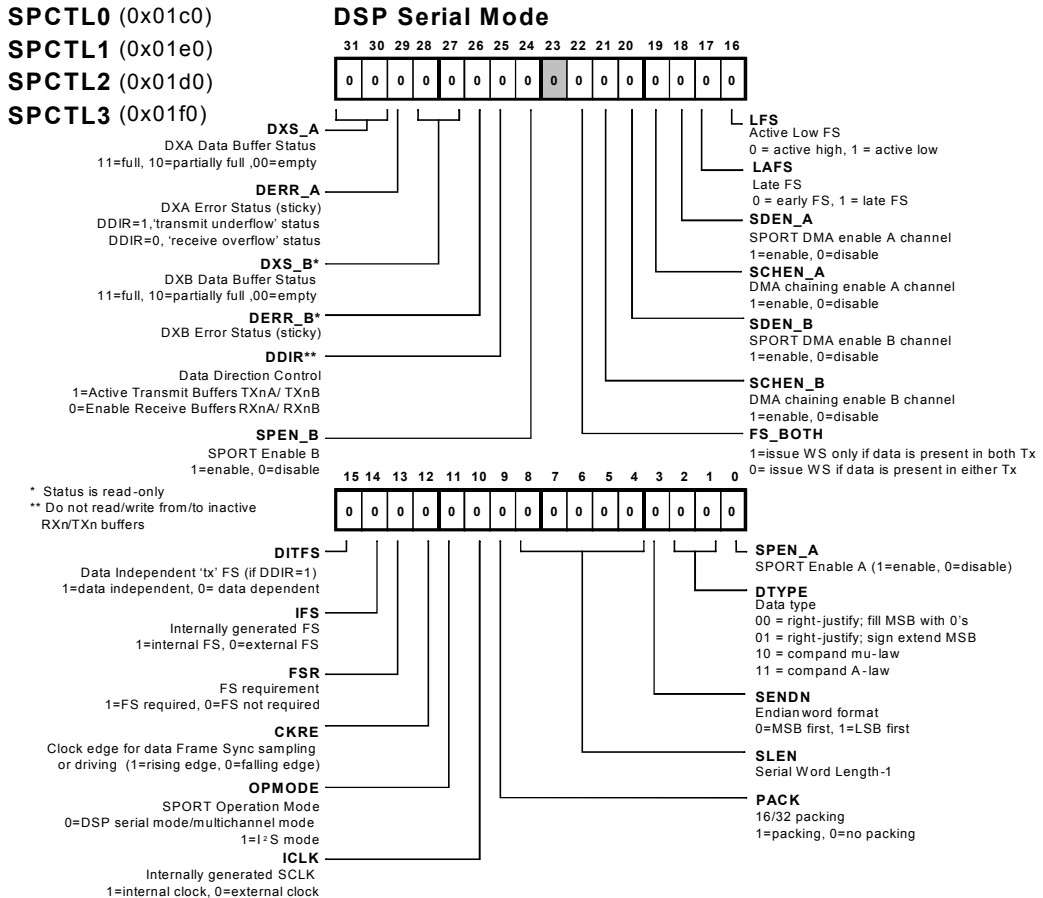 SPCTL0 (0x01c0)
SPCTL1 (0x01e0)
SPCTL2 (0x01d0)
SPCTL3 (0x01f0)
DSP Serial Mode
31 30 29 28 27 26 25 24 23 22 21 20 19 18 17 16
0 0 0 0 0 0 0 0 0 0 0 0 0 0 0 0
DXS_A
DXA Data Buffer Status
11=full, 10=partially full ,00=empty
DERR_A
DXA Error Status (sticky)
DDIR=1,'transmit underflow' status
DDIR=0, 'receive overflow' status
DXS_B*
DXB Data Buffer Status
11=full, 10=partially full ,00=empty
DERR_B*
DXB Error Status (sticky)
DDIR**
Data Direction Control
1=Active Transmit Buffers TXnA/ TXnB
0=Enable Receive Buffers RXnA/ RXnB
SPEN_B
SPORT Enable B
1=enable, 0=disable
LFS
Active Low FS
0 = active high, 1 = active low
LAFS
Late FS
0 = early FS, 1 = late FS
SDEN_A
SPORT DMA enable A channel
1=enable, 0=disable
SCHEN_A
DMA chaining enable A channel
1=enable, 0=disable
SDEN_B
SPORT DMA enable B channel
1=enable, 0=disable
SCHEN_B
DMA chaining enable B channel
1=enable, 0=disable
FS_BOTH
1=issue WS only if data is present in both Tx
0= issue WS if data is present in either Tx
* Status is read-only
** Do not read/write from/to inactive
RXn/TXn buffers
15 14 13 12 11 10 9 8 7 6 5 4 3 2 1 0
0 0 0 0 0 0 0 0 0 0 0 0 0 0 0 0
DITFS
Data Independent 'tx' FS (if DDIR=1)
1=data independent, 0= data dependent
IFS
Internally generated FS
1=internal FS, 0=external FS
FSR
FS requirement
1=FS required, 0=FS not required
CKRE
Clock edge for data Frame Sync sampling
or driving (1=rising edge, 0=falling edge)
OPMODE
SPORT Operation Mode
0=DSP serial mode/multichannel mode
1=I²S mode
ICLK
Internally generated SCLK
1=internal clock, 0=external clock
SPEN_A
SPORT Enable A (1=enable, 0=disable)
DTYPE
Data type
00 = right-justify; fill MSB with 0's
01 = right-justify; sign extend MSB
10 = compand mu-law
11 = compand A-law
SENDN
Endian word format
0=MSB first, 1=LSB first
SLEN
Serial Word Length-1
PACK
16/32 packing
1=packing, 0=no packing